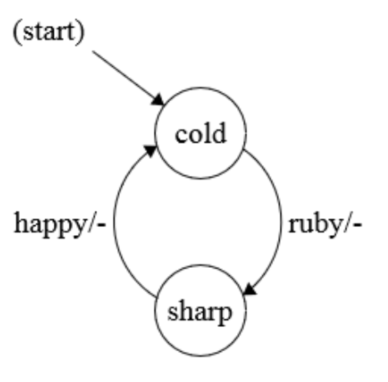 (start)
cold
happy/-
ruby/-
sharp